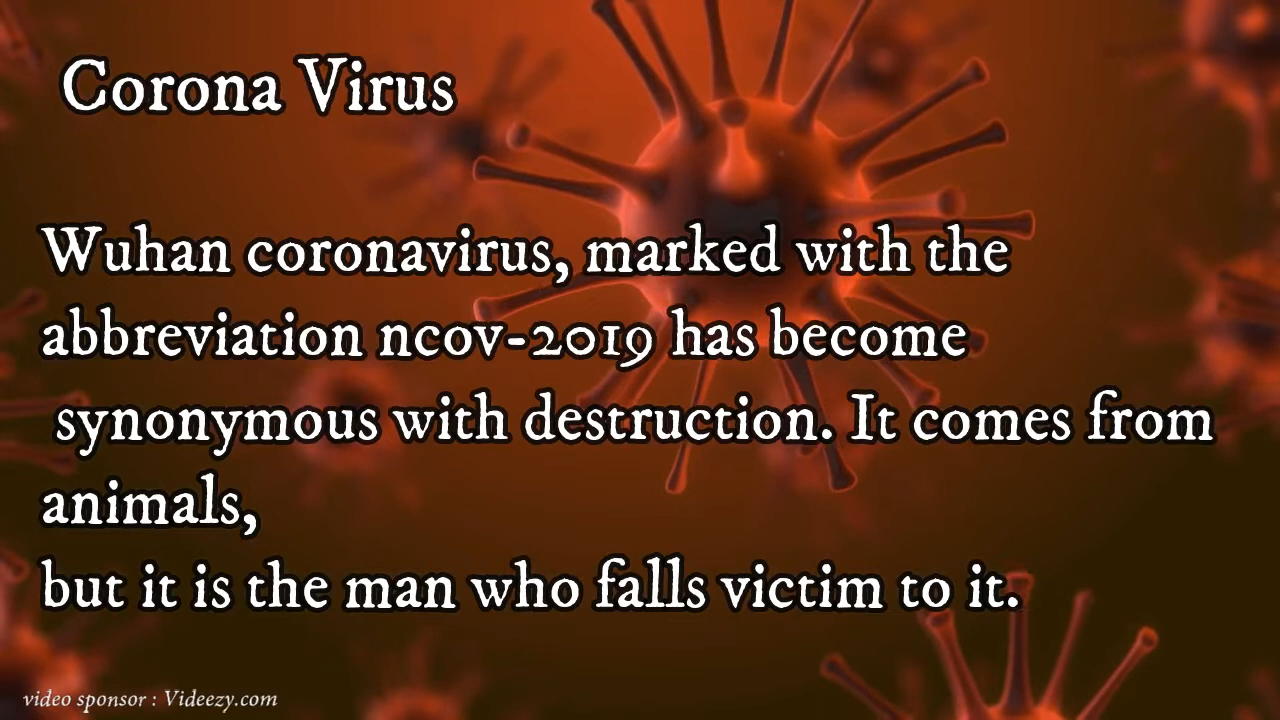 Corona Virus
Wuhan coronavirus, marked with the
abbreviation ncov-2019 has become
synonymous with destruction. It comes from
animals,
but it is the man who falls victim to it.
video sponsor : Videezy.com